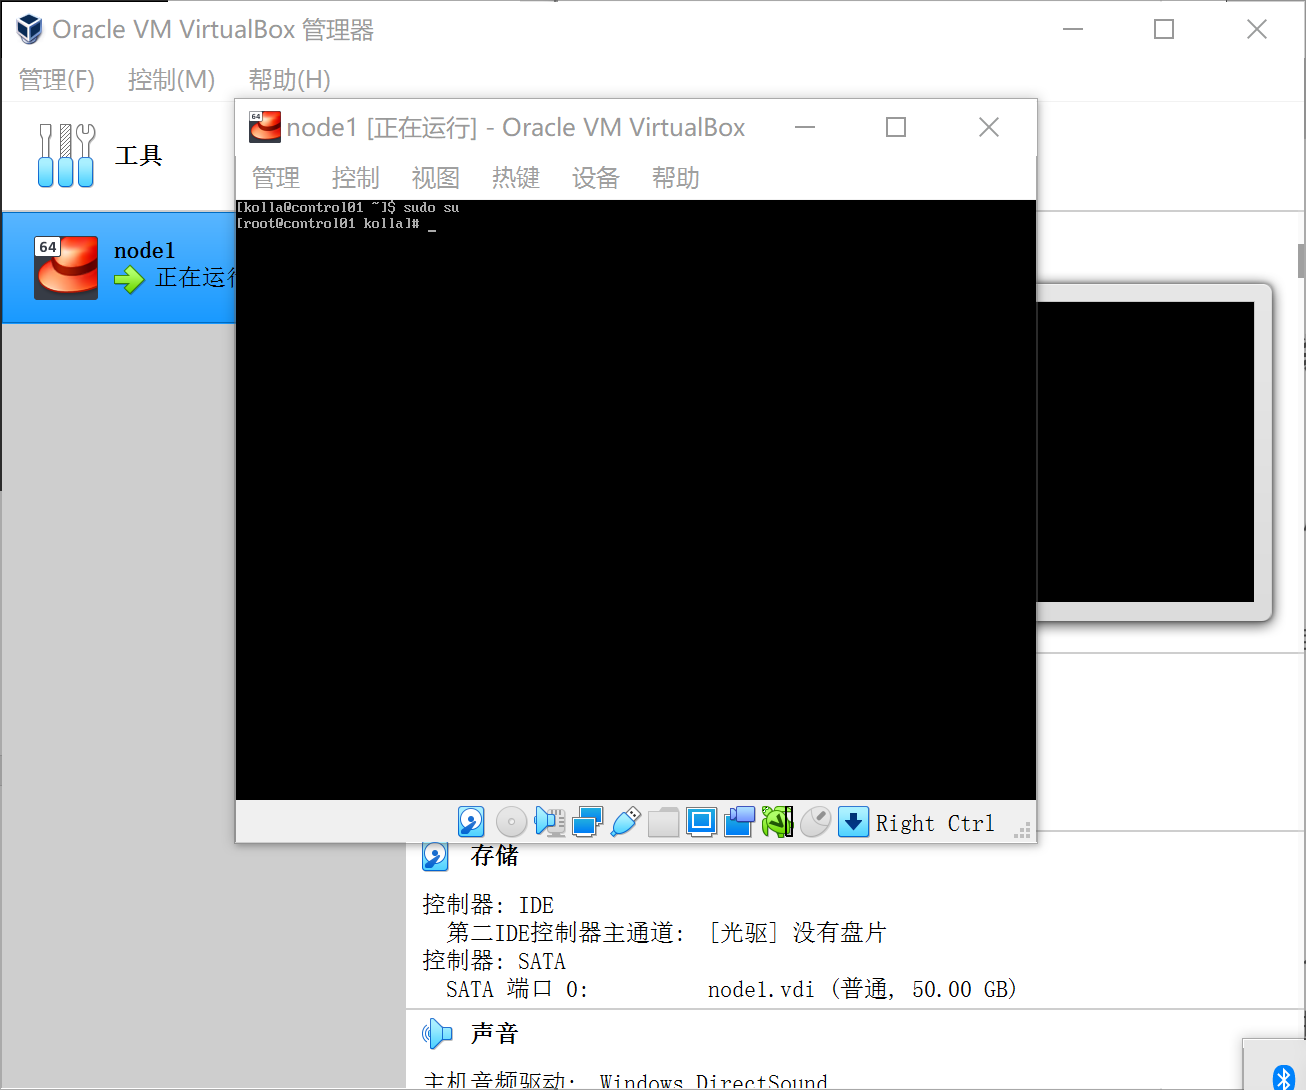 Oracle VM VirtualBox 管理器
管理(F) 控制(M) 帮助(H)
64 node1 [正在运行] - Oracle VM VirtualBox
工具
管理 控制 视图 热键 设备 帮助
[kolla@control01 ~]$ sudo su
[root@control01 kolla]# _
64 node1
正在运行
Right Ctrl
存储
控制器: IDE
第二IDE控制器主通道: [光驱] 没有盘片
控制器: SATA
SATA 端口 0: node1.vdi (普通, 50.00 GB)
声音
主机音频驱动: Windows DirectSound